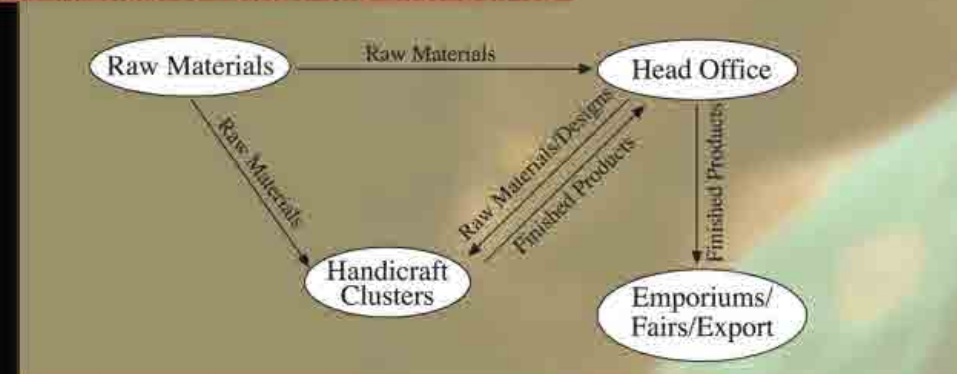 Raw Materials
Raw Materials
Head Office
Raw Materials
Raw Materials/Designs
Finished Products
Finished Products
Handicraft
Clusters
Emporiums/
Fairs/Export